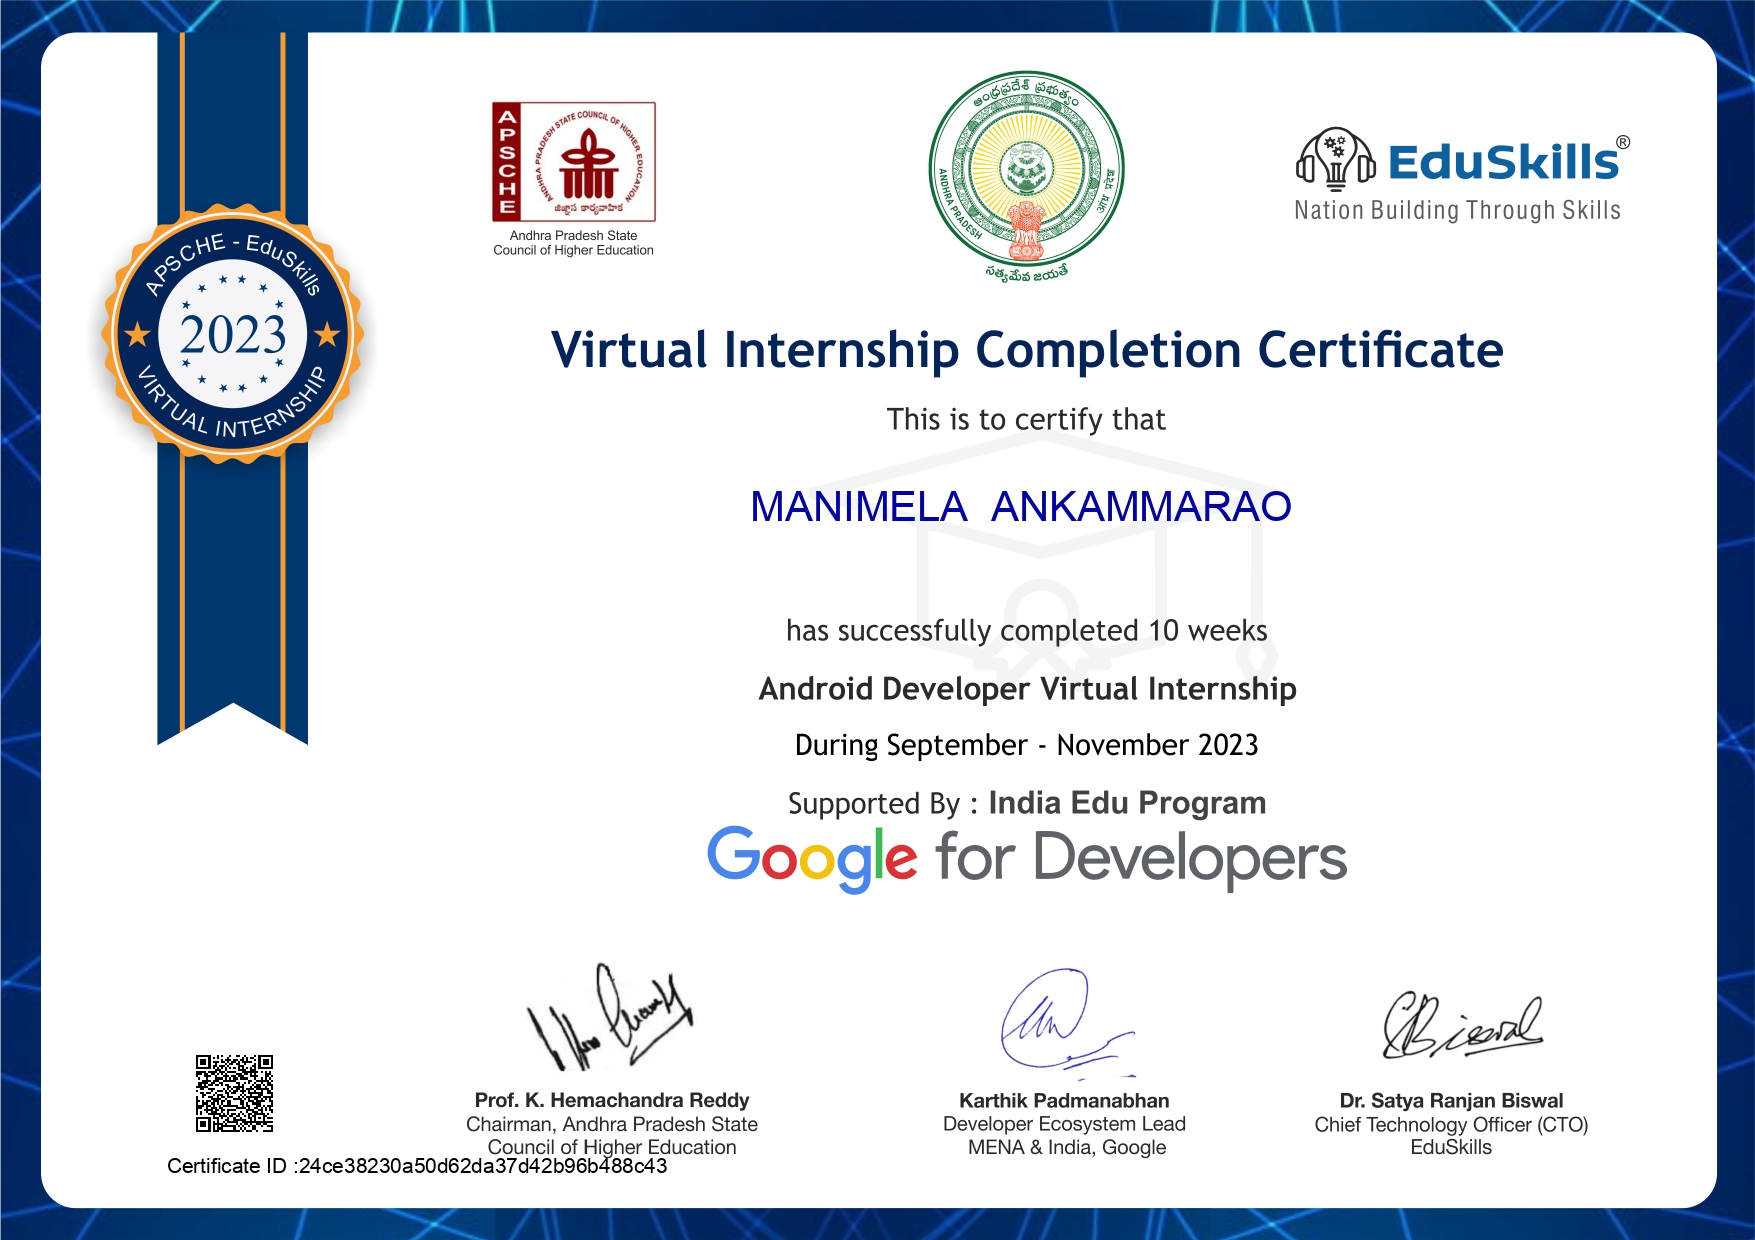 APSCHE
ANDHRA PRADESH STATE COUNCIL OF HIGHER EDUCATION
జిజ్ఞాస కార్యవాహిక
Andhra Pradesh State
Council of Higher Education
ఆంధ్రప్రదేశ్ ప్రభుత్వం
ANDHRA PRADESH
आंध्र प्रदेश
సత్యమేవ జయతే
EduSkills®
Nation Building Through Skills
APSCHE - EduSkills
2023
VIRTUAL INTERNSHIP
Virtual Internship Completion Certificate
This is to certify that
MANIMELA ANKAMMARAO
has successfully completed 10 weeks
Android Developer Virtual Internship
During September - November 2023
Supported By : India Edu Program
Google for Developers
Prof. K. Hemachandra Reddy
Chairman, Andhra Pradesh State
Council of Higher Education
Karthik Padmanabhan
Developer Ecosystem Lead
MENA & India, Google
Dr. Satya Ranjan Biswal
Chief Technology Officer (CTO)
EduSkills
Certificate ID :24ce38230a50d62da37d42b96b488c43